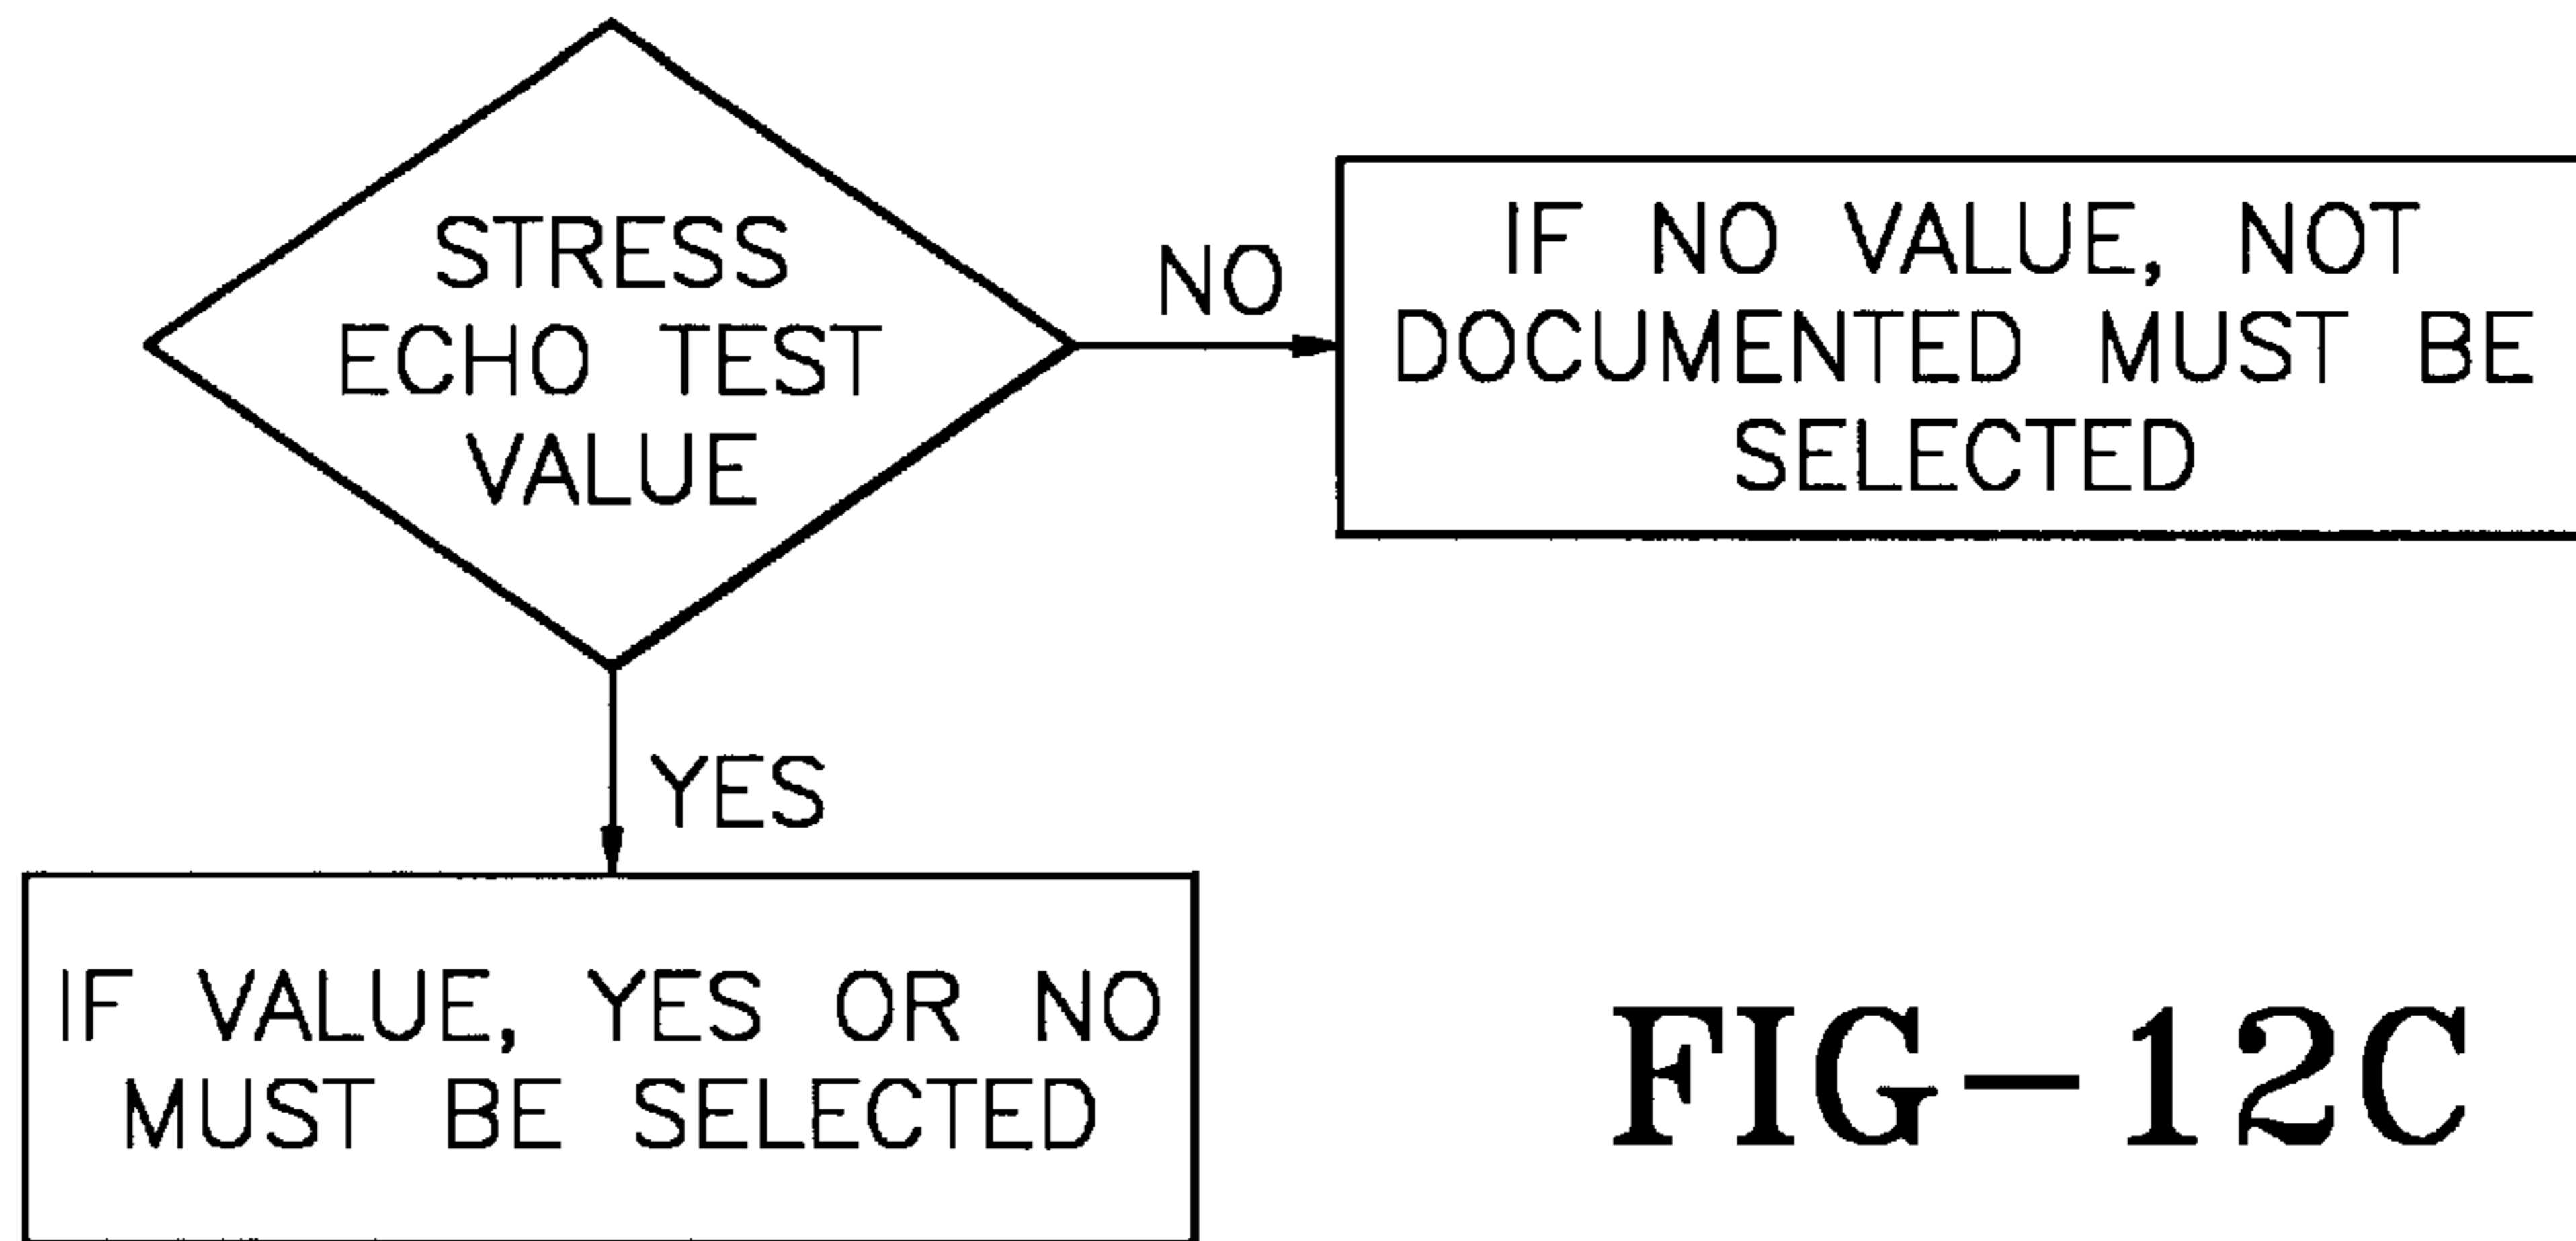 STRESS
ECHO TEST
VALUE
NO
IF NO VALUE, NOT
DOCUMENTED MUST BE
SELECTED
YES
IF VALUE, YES OR NO
MUST BE SELECTED
FIG-12C